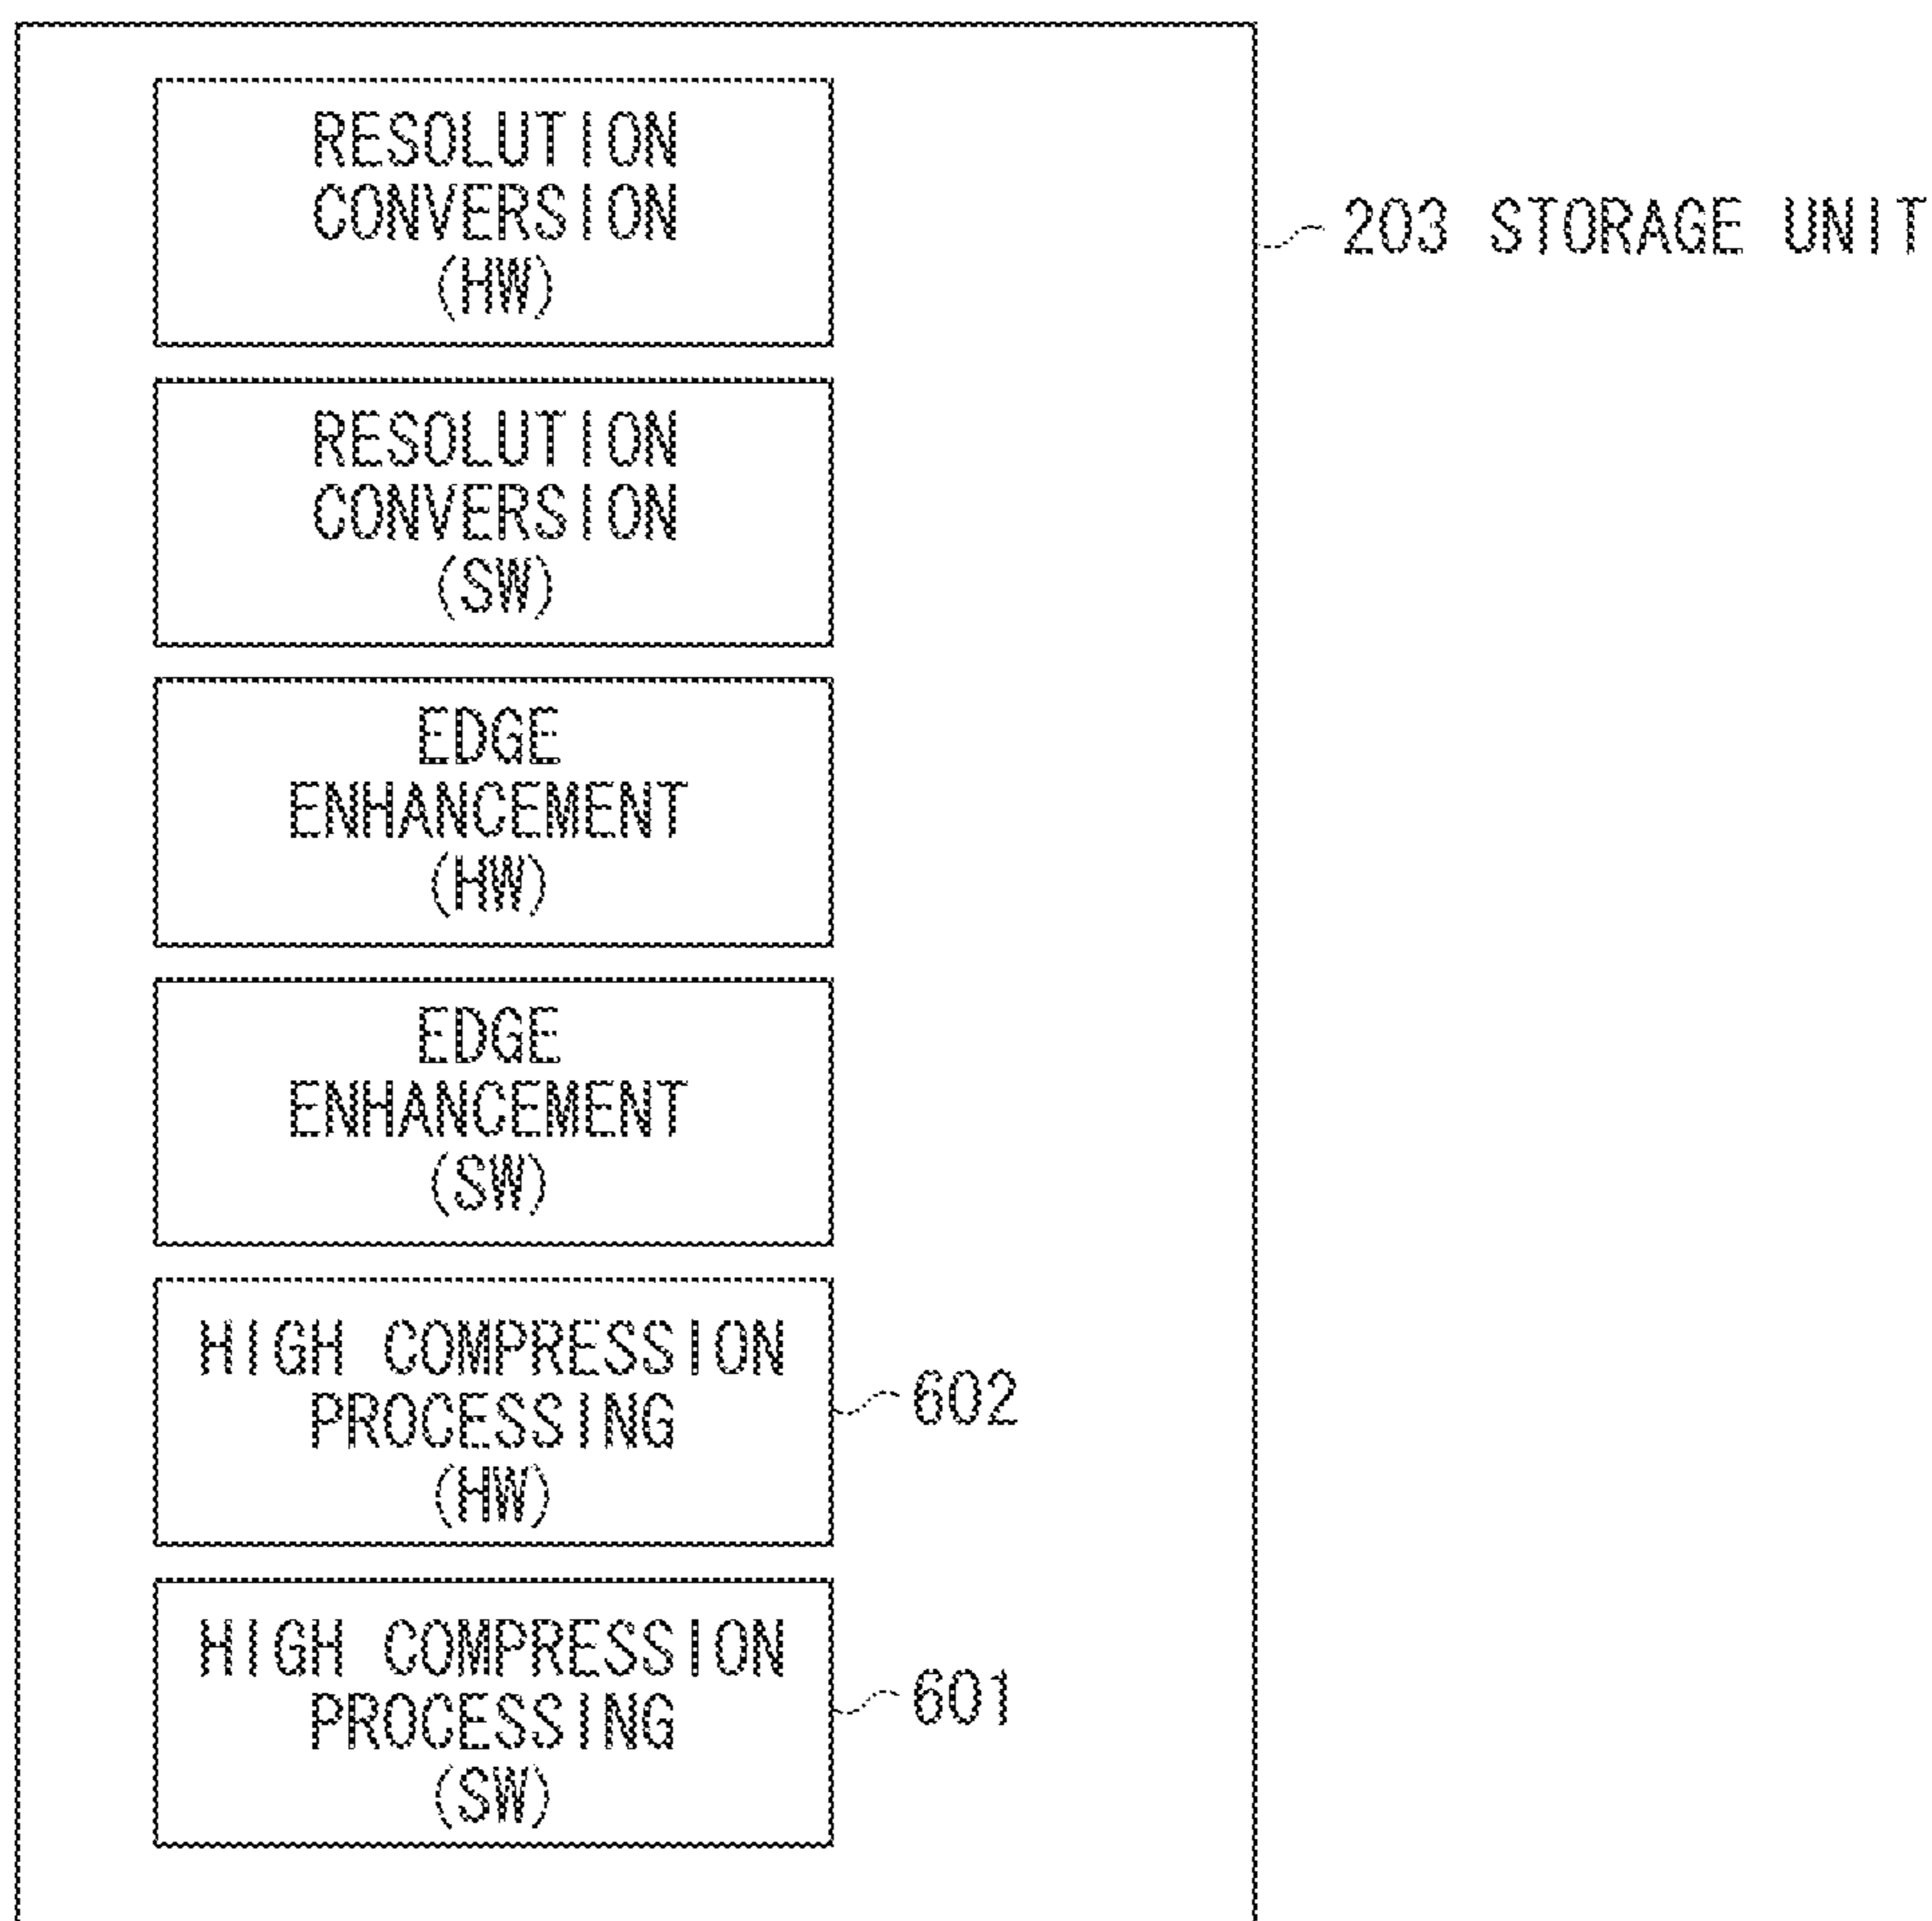 RESOLUTION
CONVERSION
(HW)
203 STORAGE UNIT
RESOLUTION
CONVERSION
(SW)
EDGE
ENHANCEMENT
(HW)
EDGE
ENHANCEMENT
(SW)
HIGH COMPRESSION
PROCESSING
(HW)
602
HIGH COMPRESSION
PROCESSING
(SW)
601